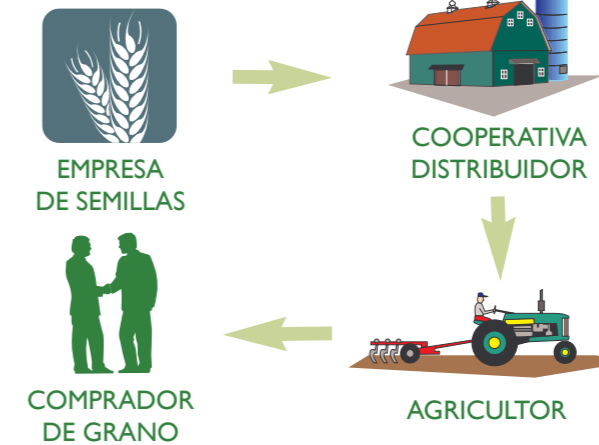 EMPRESA
DE SEMILLAS
COOPERATIVA
DISTRIBUIDOR
AGRICULTOR
COMPRADOR
DE GRANO